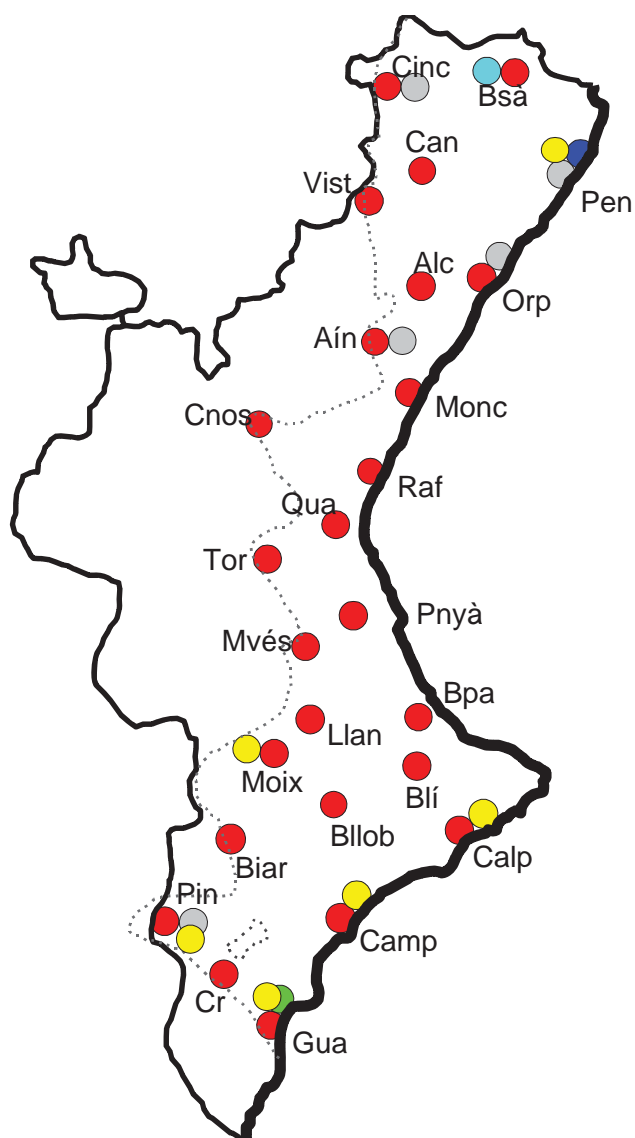 Cinc
Bsà
Can
Vist
Pen
Alc
Orp
Aín
Monc
Cnos
Raf
Qua
Tor
Pnyà
Mvés
Bpa
Llan
Moix
Blí
Bllob
Calp
Biar
Pin
Camp
Cr
Gua